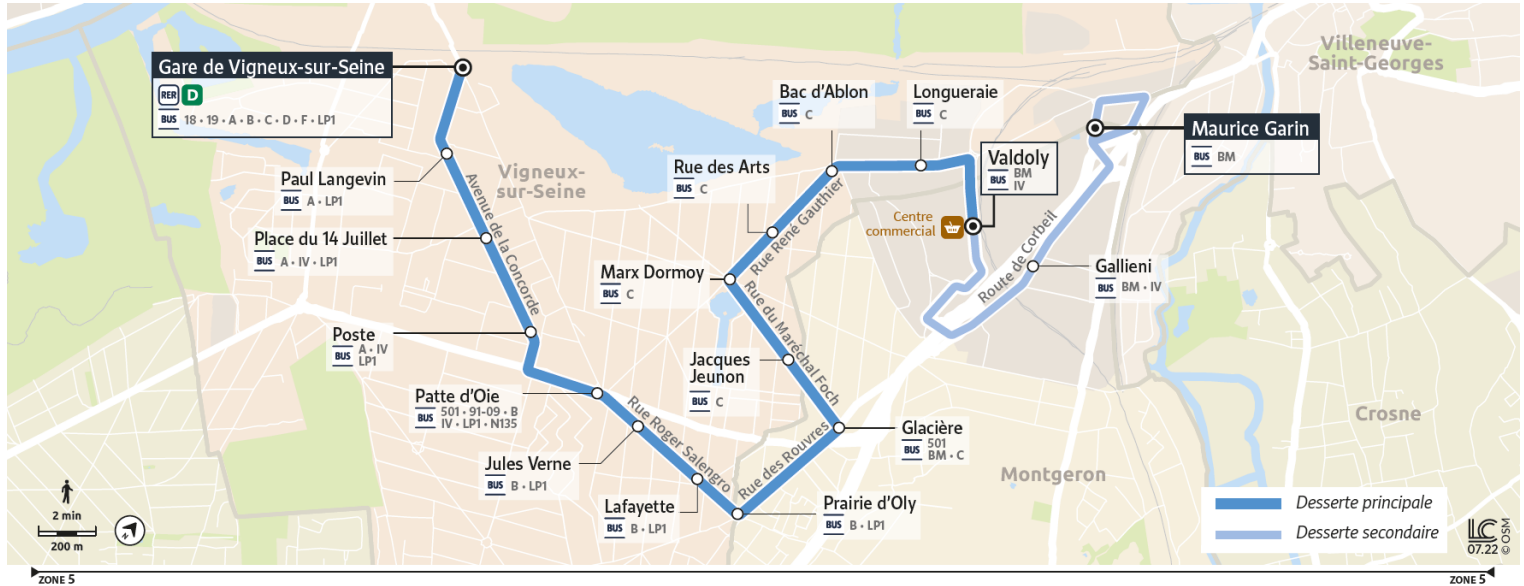 Gare de Vigneux-sur-Seine
RER D
BUS 18 • 19 • A • B • C • D • F • LP1
Paul Langevin
BUS A • LP1
Place du 14 Juillet
BUS A • IV • LP1
Poste
BUS A • IV
LP1
Patte d'Oie
BUS 501 • 91-09 • B
IV • LP1 • N135
Jules Verne
BUS B • LP1
Lafayette
BUS B • LP1
Prairie d'Oly
BUS B • LP1
Glacière
BUS 501
BM • C
Jacques
Jeunon
BUS C
Marx Dormoy
BUS C
Rue des Arts
BUS C
Bac d'Ablon
BUS C
Longueraie
BUS C
Valdoly
BUS BM
IV
Centre
commercial
Gallieni
BUS BM • IV
Maurice Garin
BUS BM
Avenue de la Concorde
Rue Roger Salengro
Rue des Rouvres
Rue du Maréchal Foch
Rue René Gauthier
Route de Corbeil
Vigneux-
sur-Seine
Villeneuve-
Saint-Georges
Crosne
Montgeron
Desserte principale
Desserte secondaire
2 min
200 m
N
LC
07.22
© OSM
ZONE 5
ZONE 5